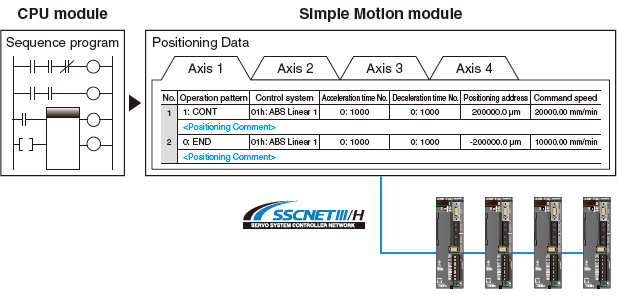 CPU module
Simple Motion module
Sequence program
Positioning Data
Axis 1 Axis 2 Axis 3 Axis 4
No. Operation pattern Control system Acceleration time No. Deceleration time No. Positioning address Command speed
1 1: CONT 01h: ABS Linear 1 0: 1000 0: 1000 200000.0 µm 20000.00 mm/min
<Positioning Comment>
2 0: END 01h: ABS Linear 1 0: 1000 0: 1000 -200000.0 µm 10000.00 mm/min
<Positioning Comment>
SSCNETIII/H
SERVO SYSTEM CONTROLLER NETWORK